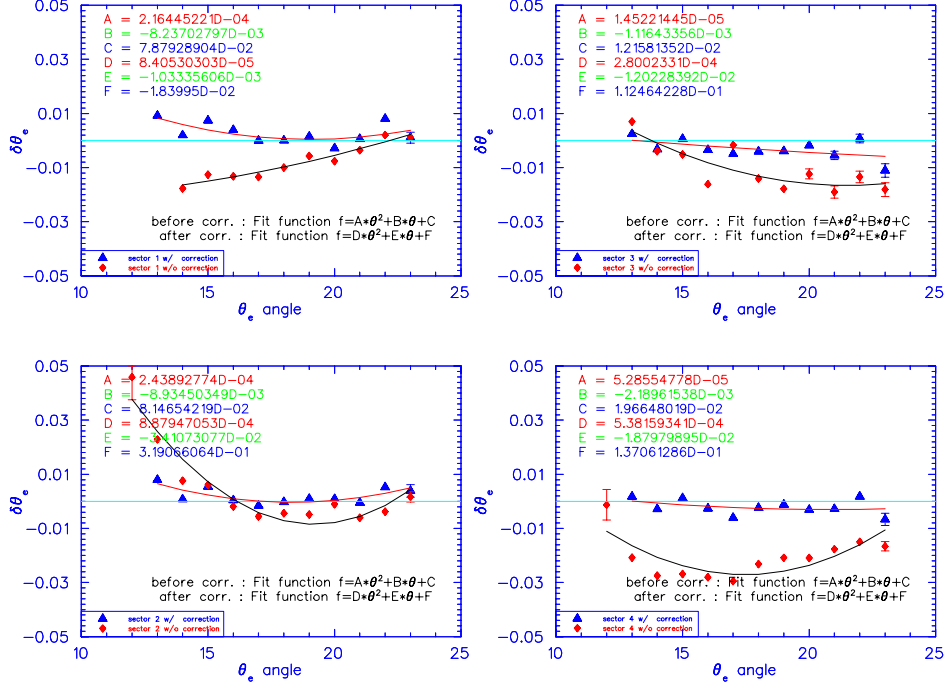 0.05
0.03
0.01
−0.01
−0.03
−0.05
δθe
A = 2.16445221D−04
B = −8.23702797D−03
C = 7.87928904D−02
D = 8.40530303D−05
E = −1.03335606D−03
F = −1.83995D−02
before corr. : Fit function f=A*θ²+B*θ+C
after corr. : Fit function f=D*θ²+E*θ+F
sector 1 w/ correction
sector 1 w/o correction
10 15 20 25
θe angle
0.05
0.03
0.01
−0.01
−0.03
−0.05
δθe
A = 1.45221445D−05
B = −1.11643356D−03
C = 1.21581352D−02
D = 2.8002331D−04
E = −1.20228392D−02
F = 1.12464228D−01
before corr. : Fit function f=A*θ²+B*θ+C
after corr. : Fit function f=D*θ²+E*θ+F
sector 3 w/ correction
sector 3 w/o correction
10 15 20 25
θe angle
0.05
0.03
0.01
−0.01
−0.03
−0.05
δθe
A = 2.43892774D−04
B = −8.93450349D−03
C = 8.14654219D−02
D = 8.87947053D−04
E = −3.41073077D−02
F = 3.19066064D−01
before corr. : Fit function f=A*θ²+B*θ+C
after corr. : Fit function f=D*θ²+E*θ+F
sector 2 w/ correction
sector 2 w/o correction
10 15 20 25
θe angle
0.05
0.03
0.01
−0.01
−0.03
−0.05
δθe
A = 5.28554778D−05
B = −2.18961538D−03
C = 1.96648019D−02
D = 5.38159341D−04
E = −1.87979895D−02
F = 1.37061286D−01
before corr. : Fit function f=A*θ²+B*θ+C
after corr. : Fit function f=D*θ²+E*θ+F
sector 4 w/ correction
sector 4 w/o correction
10 15 20 25
θe angle